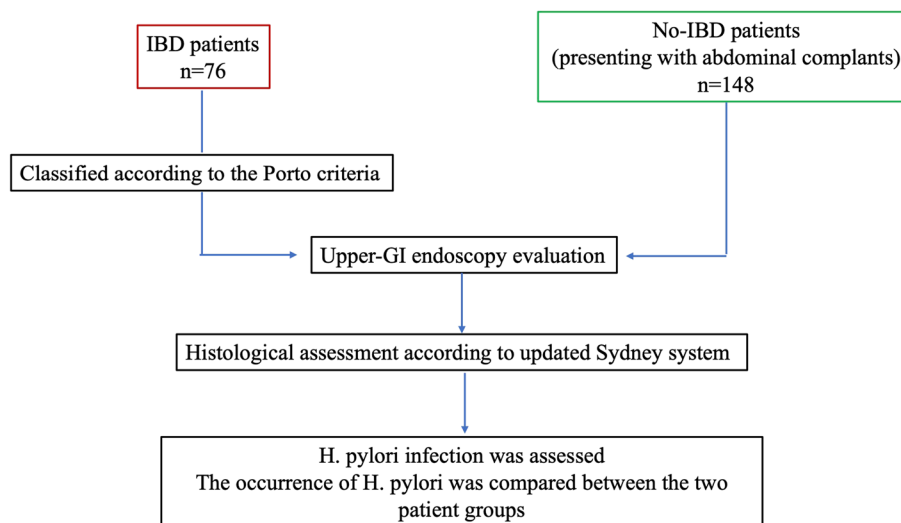 IBD patients
n=76
No-IBD patients
(presenting with abdominal complants)
n=148
Classified according to the Porto criteria
Upper-GI endoscopy evaluation
Histological assessment according to updated Sydney system
H. pylori infection was assessed
The occurrence of H. pylori was compared between the two
patient groups